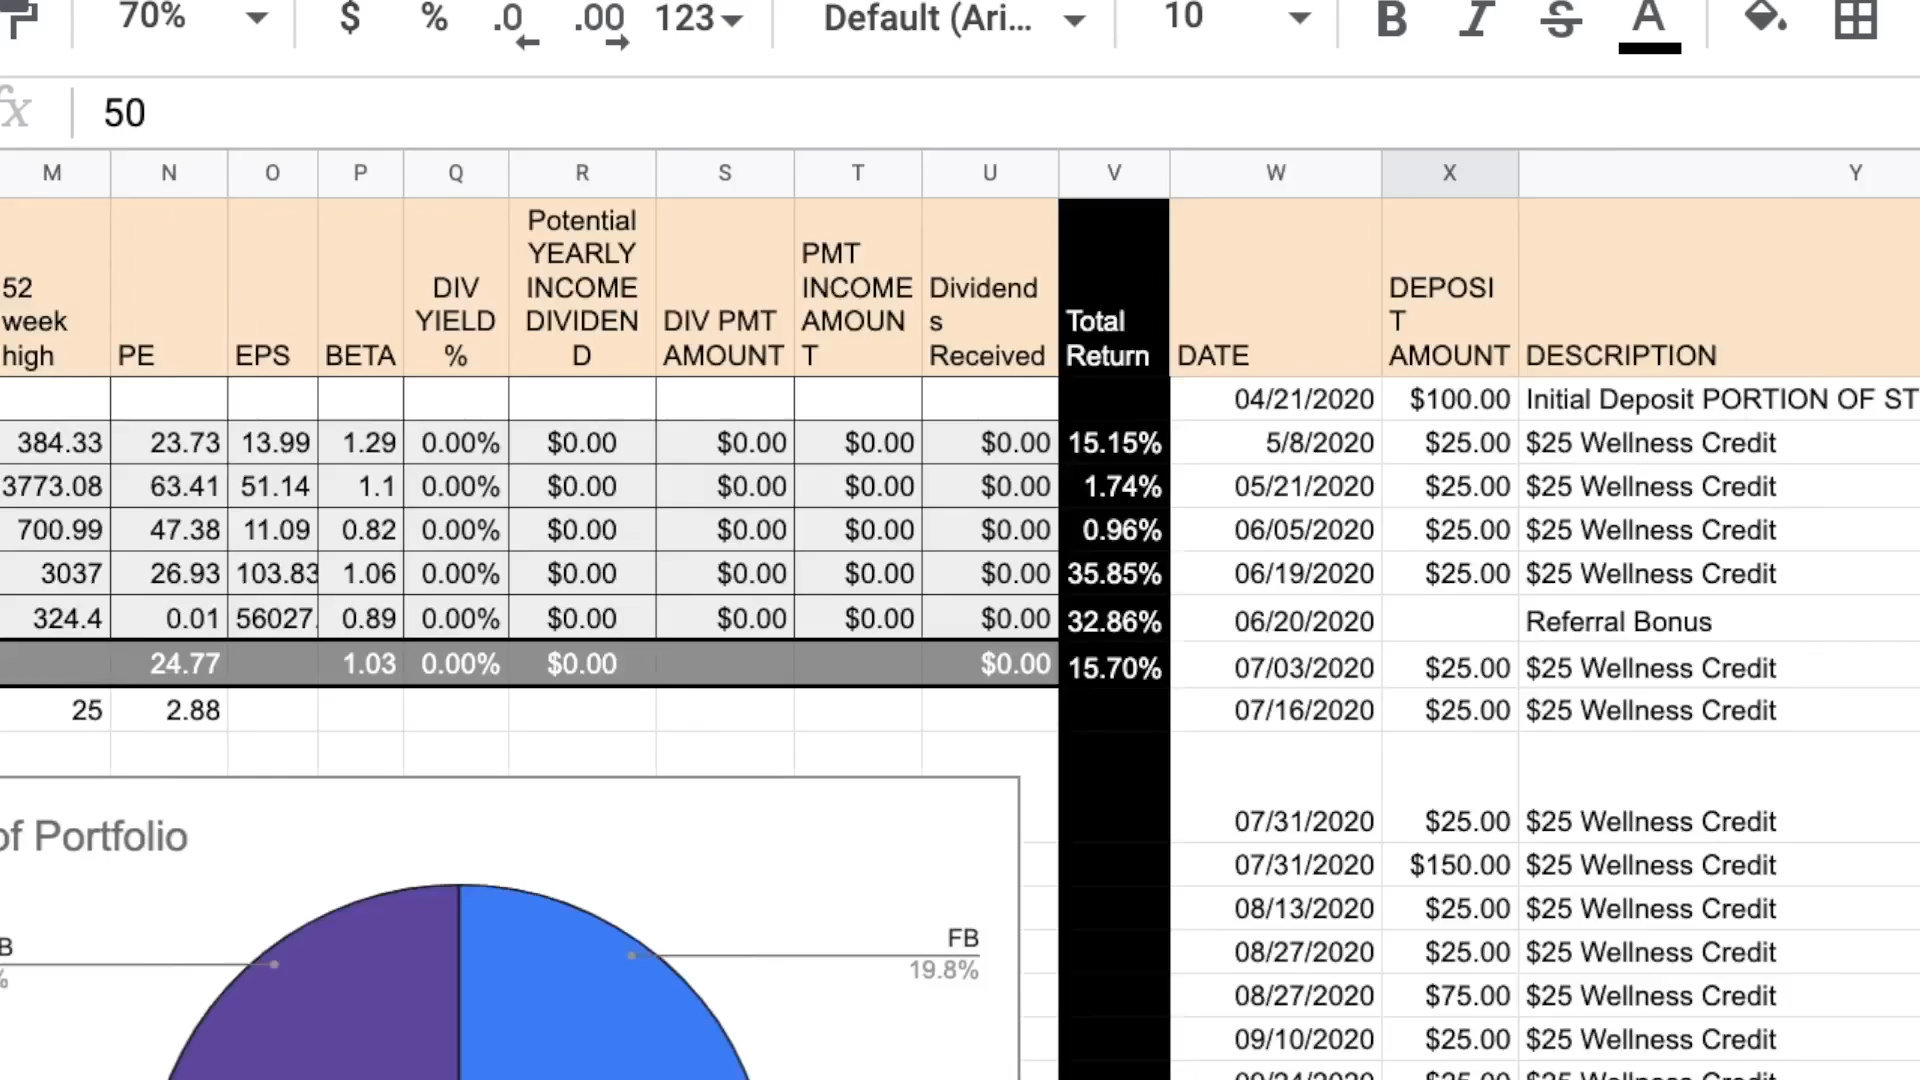 70% $ % .0 .00 123 Default (Ari... 10 B I S A
fx 50
M N O P Q R S T U V W X Y
52 week high PE EPS BETA DIV YIELD % Potential YEARLY INCOME DIVIDEN D DIV PMT AMOUNT PMT INCOME AMOUN T Dividend s Received Total Return DATE DEPOSI T AMOUNT DESCRIPTION
04/21/2020 $100.00 Initial Deposit PORTION OF ST
384.33 23.73 13.99 1.29 0.00% $0.00 $0.00 $0.00 $0.00 15.15% 5/8/2020 $25.00 $25 Wellness Credit
3773.08 63.41 51.14 1.1 0.00% $0.00 $0.00 $0.00 $0.00 1.74% 05/21/2020 $25.00 $25 Wellness Credit
700.99 47.38 11.09 0.82 0.00% $0.00 $0.00 $0.00 $0.00 0.96% 06/05/2020 $25.00 $25 Wellness Credit
3037 26.93 103.83 1.06 0.00% $0.00 $0.00 $0.00 $0.00 35.85% 06/19/2020 $25.00 $25 Wellness Credit
324.4 0.01 56027. 0.89 0.00% $0.00 $0.00 $0.00 $0.00 32.86% 06/20/2020 Referral Bonus
24.77 1.03 0.00% $0.00 $0.00 15.70% 07/03/2020 $25.00 $25 Wellness Credit
25 2.88 07/16/2020 $25.00 $25 Wellness Credit
07/31/2020 $25.00 $25 Wellness Credit
of Portfolio
07/31/2020 $150.00 $25 Wellness Credit
08/13/2020 $25.00 $25 Wellness Credit
B FB
08/27/2020 $25.00 $25 Wellness Credit
% 19.8%
08/27/2020 $75.00 $25 Wellness Credit
09/10/2020 $25.00 $25 Wellness Credit
09/24/2020 $25.00 $25 Wellness Credit